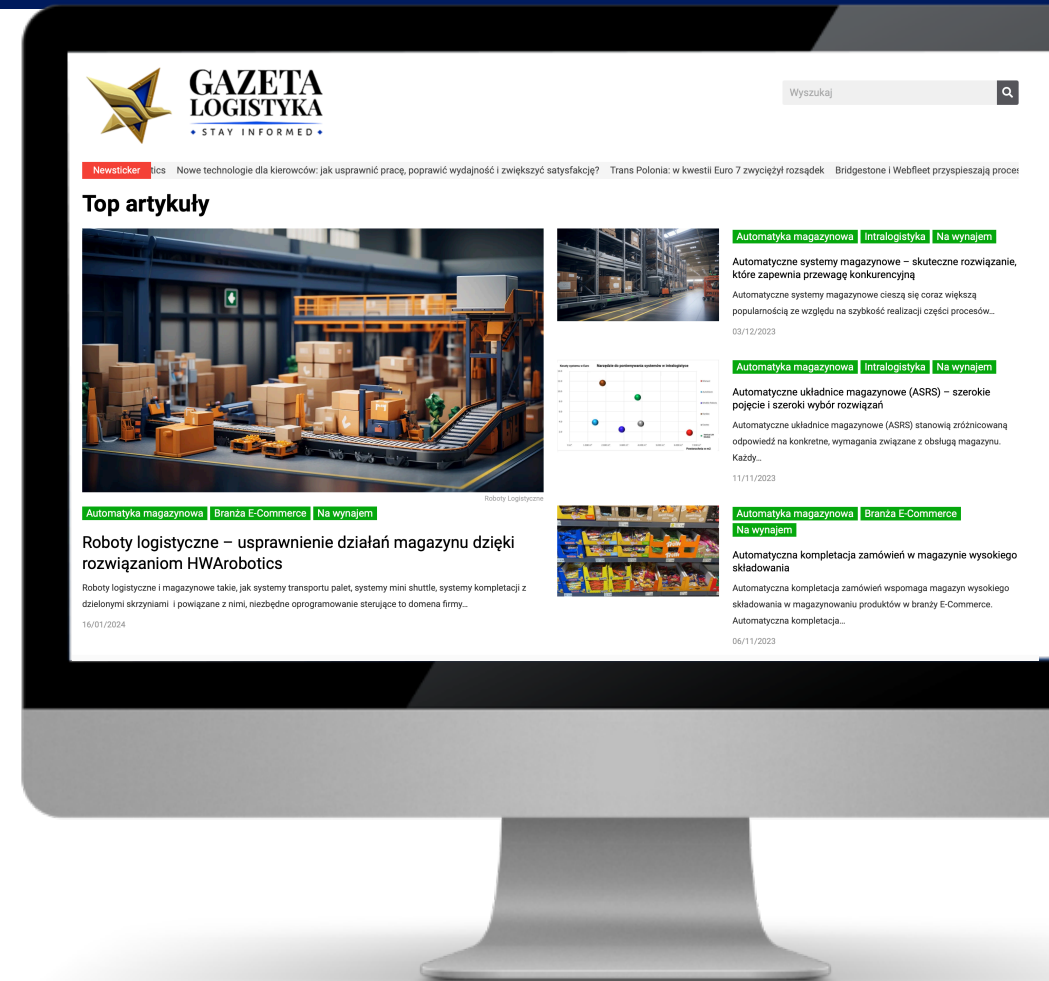 GAZETA
LOGISTYKA
STAY INFORMED
Wyszukaj
Newsticker tics Nowe technologie dla kierowców: jak usprawnić pracę, poprawić wydajność i zwiększyć satysfakcję? Trans Polonia: w kwestii Euro 7 zwyciężył rozsądek Bridgestone i Webfleet przyspieszają proces
Top artykuły
Roboty Logistyczne
Automatyka magazynowa Branża E-Commerce Na wynajem
Roboty logistyczne – usprawnienie działań magazynu dzięki
rozwiązaniom HWArobotics
Roboty logistyczne i magazynowe takie, jak systemy transportu palet, systemy mini shuttle, systemy kompletacji z
dzielonymi skrzyniami i powiązane z nimi, niezbędne oprogramowanie sterujące to domena firmy…
16/01/2024
Automatyka magazynowa Intralogistyka Na wynajem
Automatyczne systemy magazynowe – skuteczne rozwiązanie,
które zapewnia przewagę konkurencyjną
Automatyczne systemy magazynowe cieszą się coraz większą
popularnością ze względu na szybkość realizacji części procesów…
03/12/2023
Narzędzie do porównywania systemów w intralogistyce
Automatyka magazynowa Intralogistyka Na wynajem
Automatyczne układnice magazynowe (ASRS) – szerokie
pojęcie i szeroki wybór rozwiązań
Automatyczne układnice magazynowe (ASRS) stanowią zróżnicowaną
odpowiedź na konkretne, wymagania związane z obsługą magazynu.
Każdy…
11/11/2023
Automatyka magazynowa Branża E-Commerce
Na wynajem
Automatyczna kompletacja zamówień w magazynie wysokiego
składowania
Automatyczna kompletacja zamówień wspomaga magazyn wysokiego
składowania w magazynowaniu produktów w branży E-Commerce.
Automatyczna kompletacja…
06/11/2023